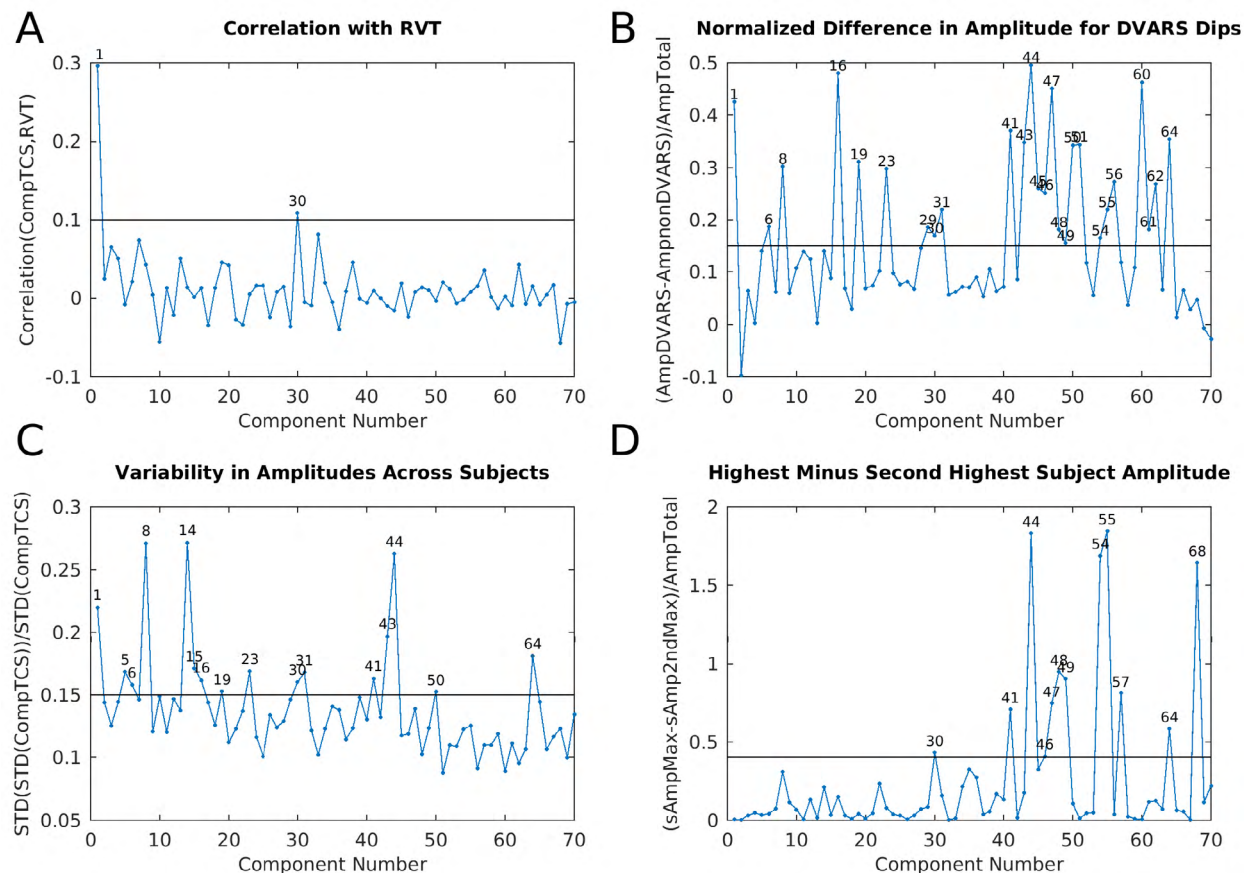 A
Correlation with RVT
Correlation(CompTCS,RVT)
0.3
0.2
0.1
0
-0.1
1
30
0 10 20 30 40 50 60 70
Component Number
B
Normalized Difference in Amplitude for DVARS Dips
(AmpDVARS-AmpnonDVARS)/AmpTotal
0.5
0.4
0.3
0.2
0.1
0
-0.1
1 6 8 16 19 23 29 30 31 41 43 44 45 46 47 48 49 50 51 54 55 56 60 61 62 64
0 10 20 30 40 50 60 70
Component Number
C
Variability in Amplitudes Across Subjects
STD(STD(CompTCS))/STD(CompTCS)
0.3
0.25
0.2
0.15
0.1
0.05
1 5 6 8 14 15 16 19 23 30 31 41 43 44 50 64
0 10 20 30 40 50 60 70
Component Number
D
Highest Minus Second Highest Subject Amplitude
(sAmpMax-sAmp2ndMax)/AmpTotal
2
1.5
1
0.5
0
30 41 44 46 47 48 49 54 55 57 64 68
0 10 20 30 40 50 60 70
Component Number